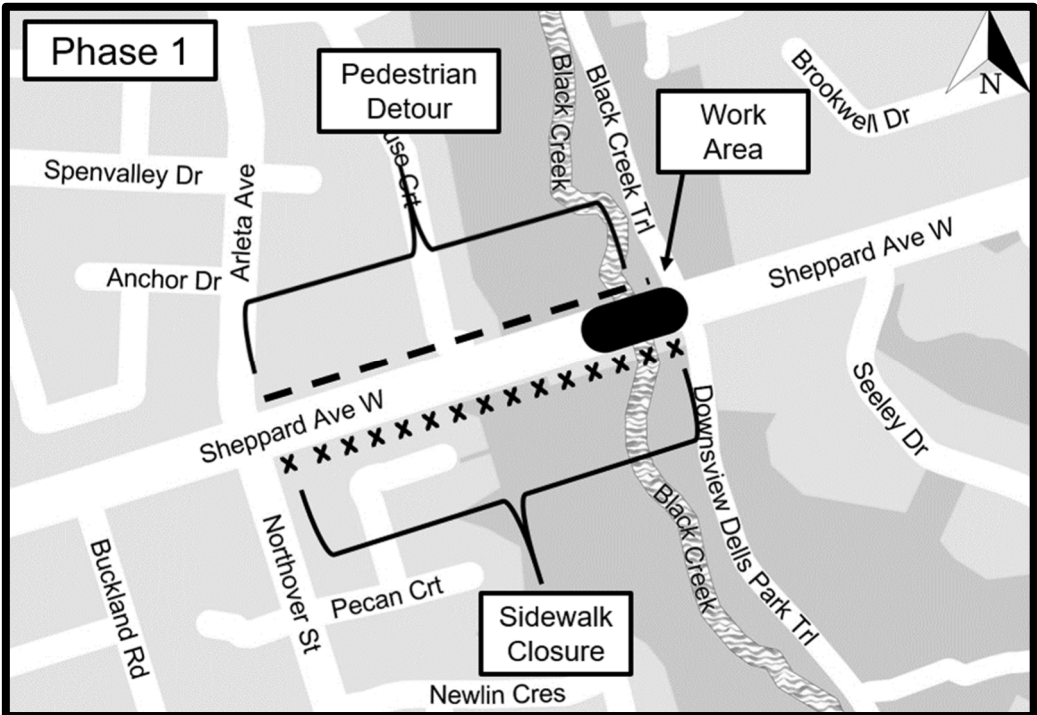 Phase 1
Pedestrian
Detour
Work
Area
N
Brookwell Dr
Black Creek
Black Creek Trl
Spenvalley Dr
Arleta Ave
Anchor Dr
Sheppard Ave W
Sheppard Ave W
Seeley Dr
Downsview Dells Park Trl
Black Creek
Northover St
Buckland Rd
Pecan Crt
Sidewalk
Closure
Newlin Cres